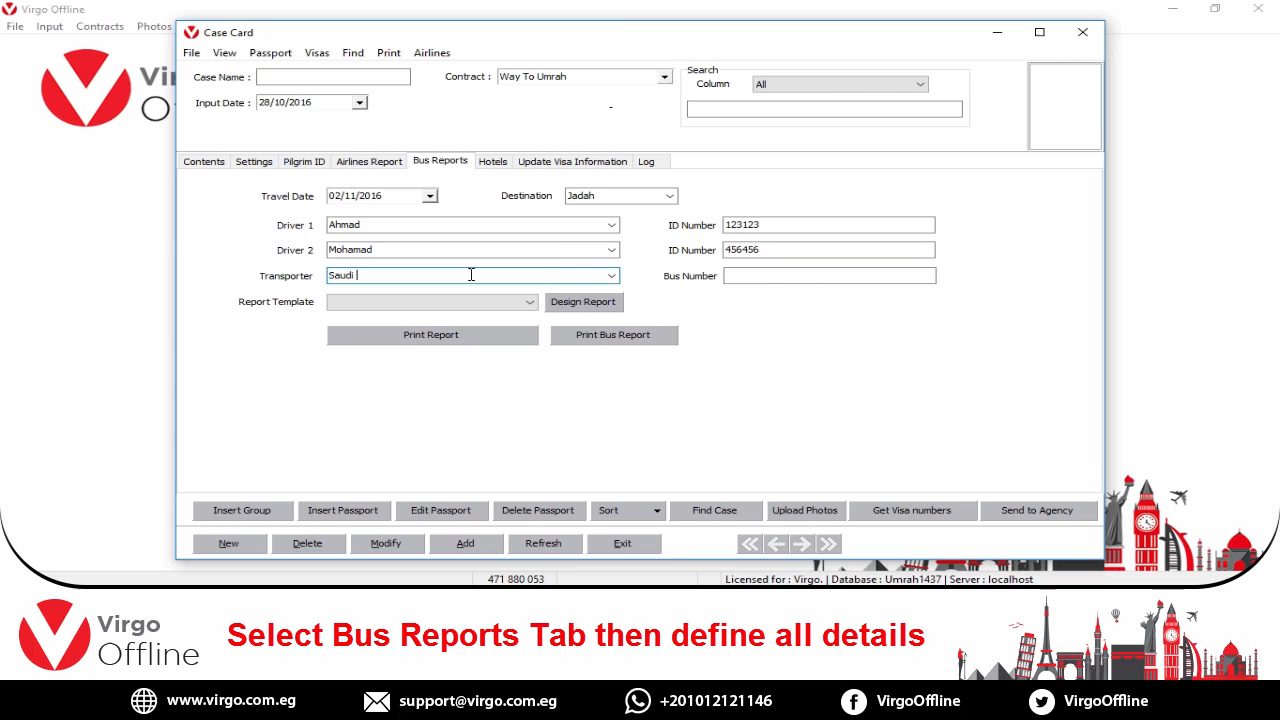 Virgo Offline
File Input Contracts Photos
Vi
O
Case Card
File View Passport Visas Find Print Airlines
Case Name :
Contract : Way To Umrah
Search
Column All
Input Date : 28/10/2016
-
Contents Settings Pilgrim ID Airlines Report Bus Reports Hotels Update Visa Information Log
Travel Date 02/11/2016 Destination Jadah
Driver 1 Ahmad ID Number 123123
Driver 2 Mohamad ID Number 456456
Transporter Saudi Bus Number
Report Template Design Report
Print Report Print Bus Report
Insert Group Insert Passport Edit Passport Delete Passport Sort Find Case Upload Photos Get Visa numbers Send to Agency
New Delete Modify Add Refresh Exit
471 880 053 Licensed for : Virgo. | Database : Umrah1437 | Server : localhost
Virgo
Offline
Select Bus Reports Tab then define all details
www.virgo.com.eg support@virgo.com.eg +201012121146 VirgoOffline VirgoOffline